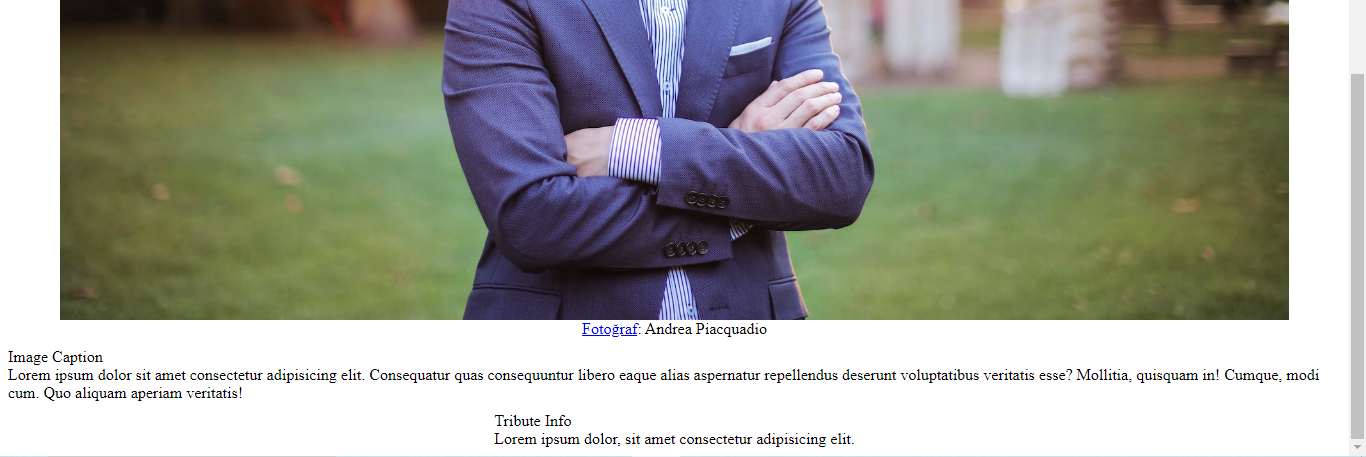 Fotoğraf: Andrea Piacquadio
Image Caption
Lorem ipsum dolor sit amet consectetur adipisicing elit. Consequatur quas consequuntur libero eaque alias aspernatur repellendus deserunt voluptatibus veritatis esse? Mollitia, quisquam in! Cumque, modi
cum. Quo aliquam aperiam veritatis!
Tribute Info
Lorem ipsum dolor, sit amet consectetur adipisicing elit.